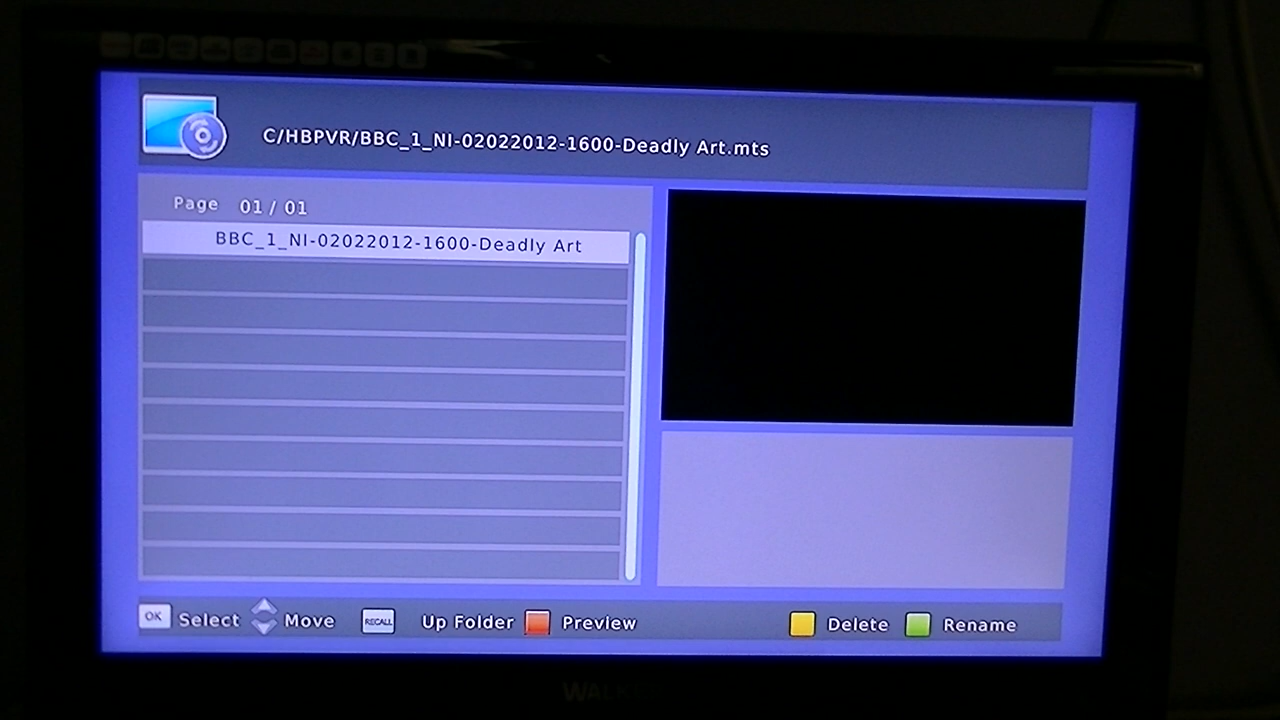 C/HBPVR/BBC_1_NI-02022012-1600-Deadly Art.mts
Page 01 / 01
BBC_1_NI-02022012-1600-Deadly Art
OK Select Move RECALL Up Folder Preview Delete Rename